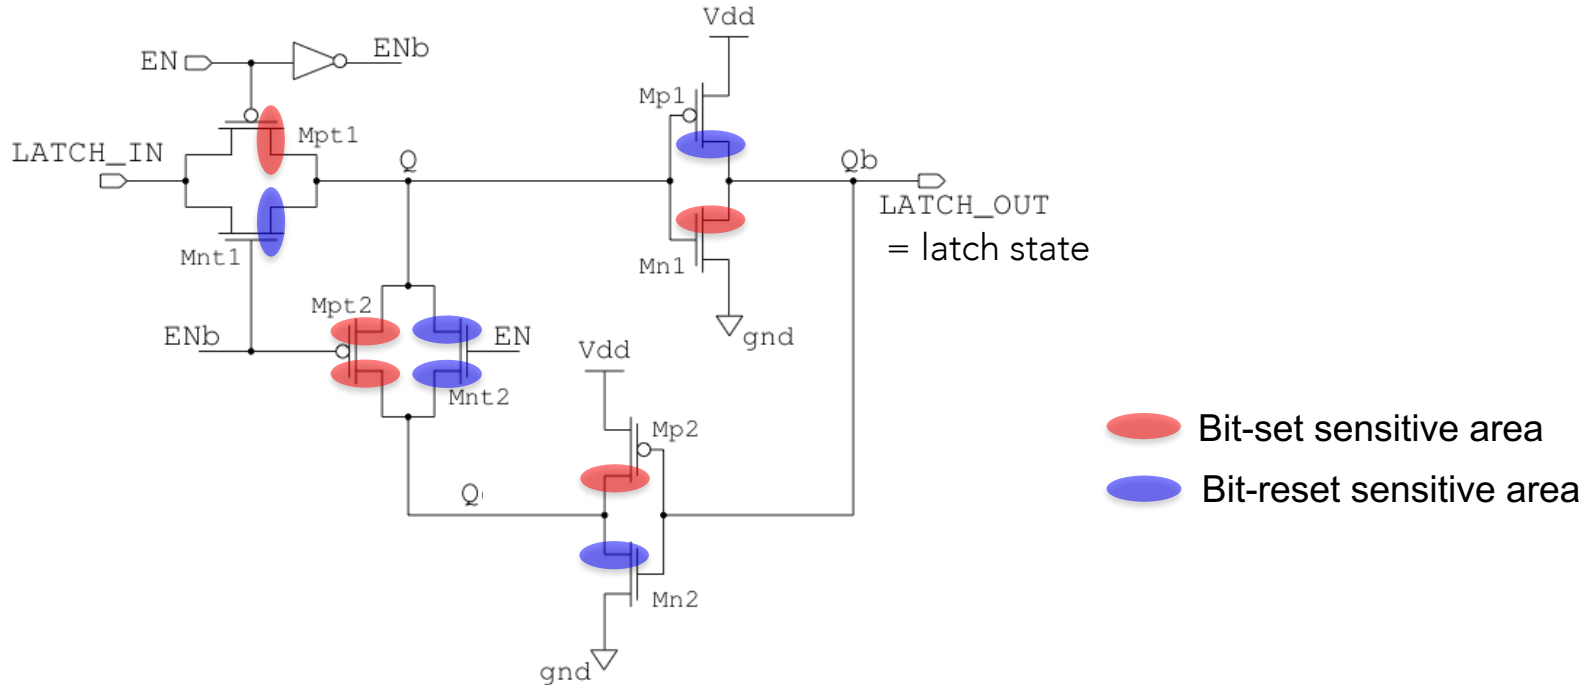 Vdd
EN
ENb
Mp1
Mpt1
LATCH_IN
Q
Qb
LATCH_OUT
= latch state
Mnt1
Mn1
Mpt2
ENb
EN
gnd
Vdd
Mnt2
Mp2
Bit-set sensitive area
Q
Bit-reset sensitive area
Mn2
gnd